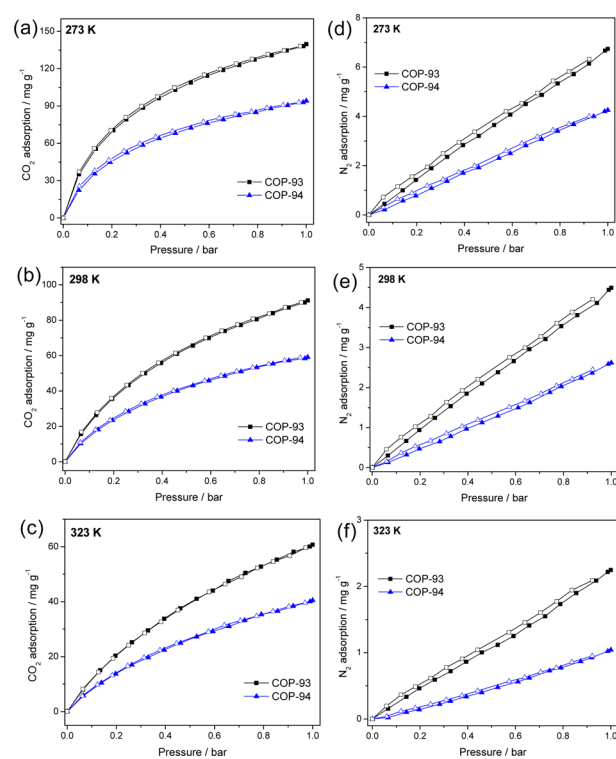 (a)
273 K
CO₂ adsorption / mg g⁻¹
150
120
90
60
30
0
COP-93
COP-94
0.0 0.2 0.4 0.6 0.8 1.0
Pressure / bar
(d)
273 K
N₂ adsorption / mg g⁻¹
8
6
4
2
0
COP-93
COP-94
0.0 0.2 0.4 0.6 0.8 1.0
Pressure / bar
(b)
298 K
CO₂ adsorption / mg g⁻¹
100
80
60
40
20
0
COP-93
COP-94
0.0 0.2 0.4 0.6 0.8 1.0
Pressure / bar
(e)
298 K
N₂ adsorption / mg g⁻¹
5
4
3
2
1
0
COP-93
COP-94
0.0 0.2 0.4 0.6 0.8 1.0
Pressure / bar
(c)
323 K
CO₂ adsorption / mg g⁻¹
60
40
20
0
COP-93
COP-94
0.0 0.2 0.4 0.6 0.8 1.0
Pressure / bar
(f)
323 K
N₂ adsorption / mg g⁻¹
3
2
1
0
COP-93
COP-94
0.0 0.2 0.4 0.6 0.8 1.0
Pressure / bar